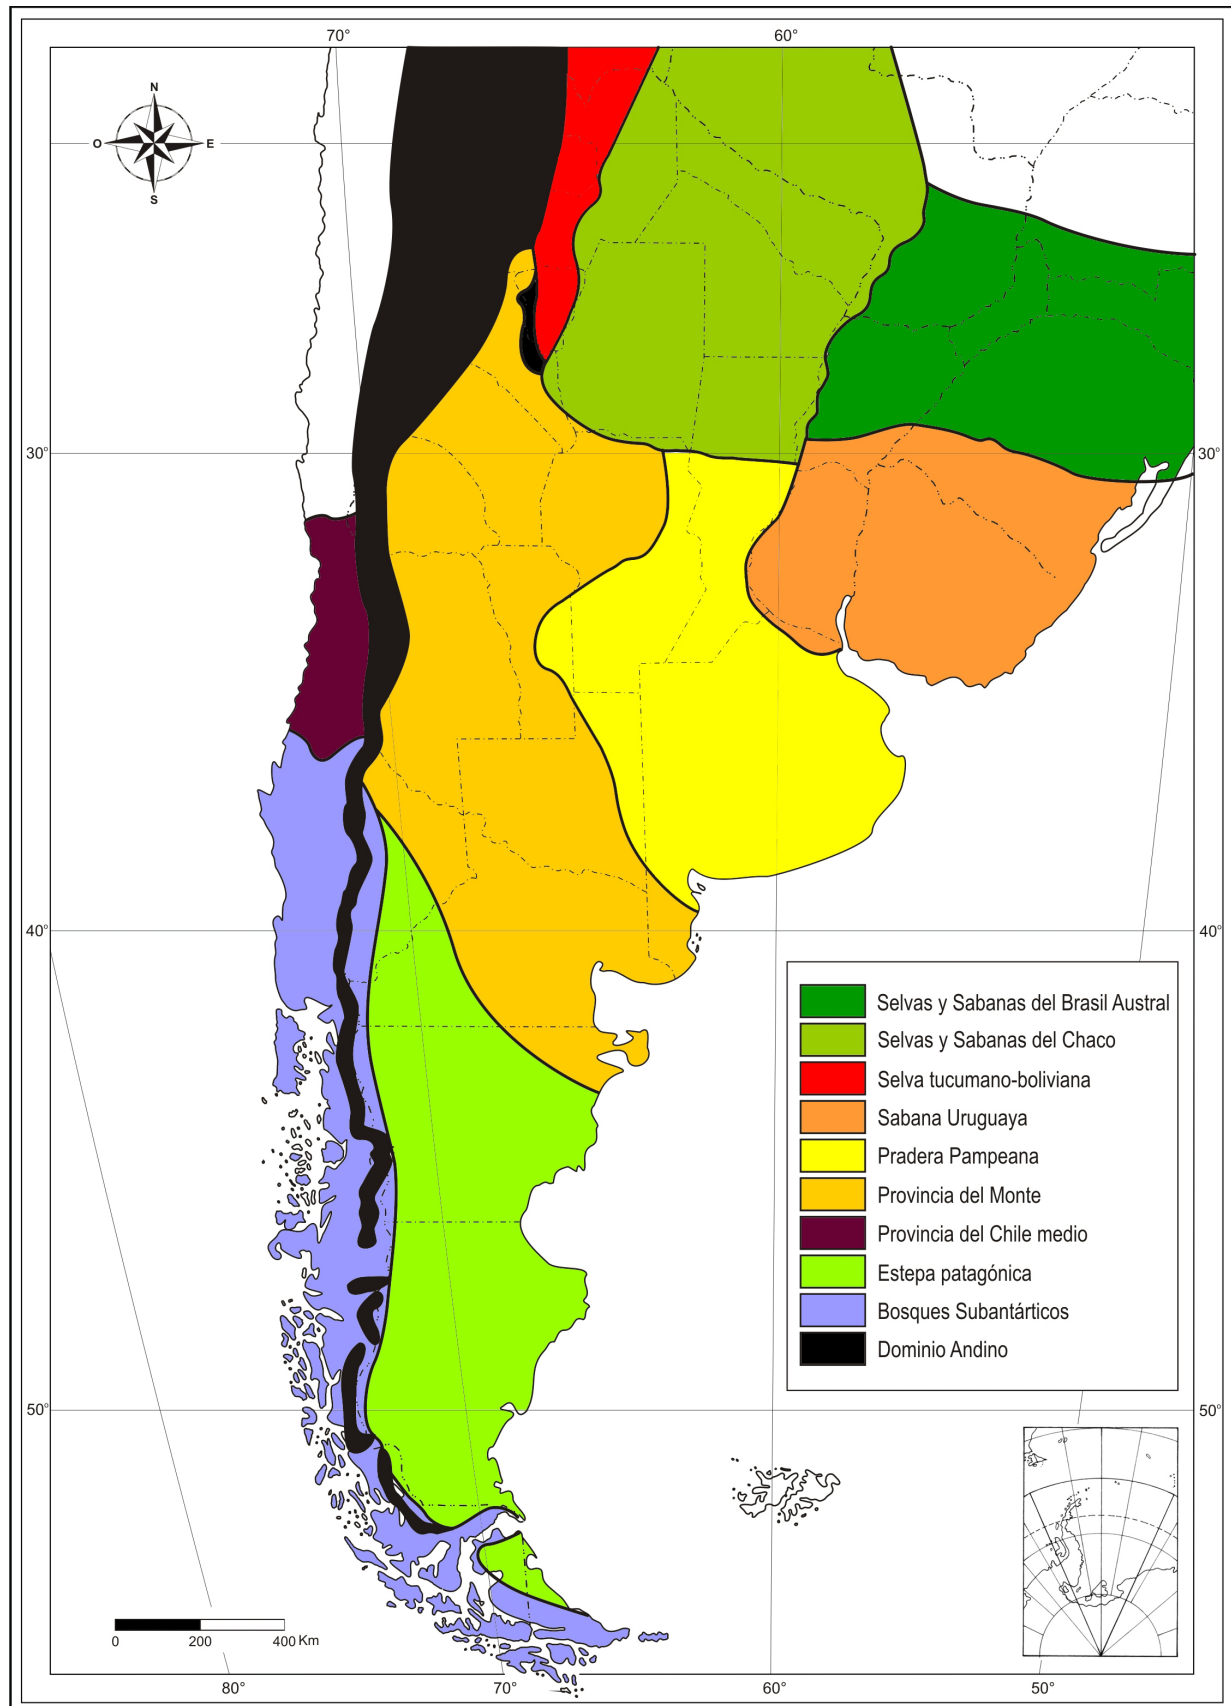 70° 60°
N
O E
S
30° 30°
40° 40°
Selvas y Sabanas del Brasil Austral
Selvas y Sabanas del Chaco
Selva tucumano-boliviana
Sabana Uruguaya
Pradera Pampeana
Provincia del Monte
Provincia del Chile medio
Estepa patagónica
Bosques Subantárticos
Dominio Andino
50° 50°
0 200 400 Km
80° 70° 60° 50°